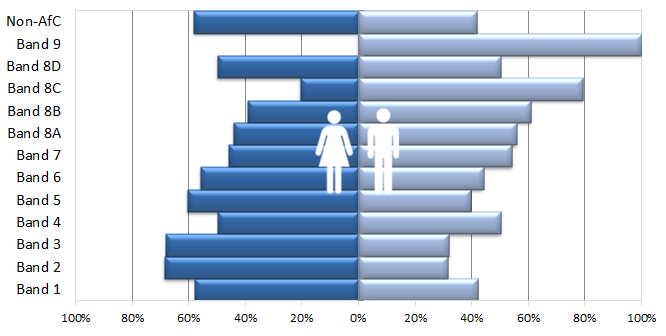 Non-AfC
Band 9
Band 8D
Band 8C
Band 8B
Band 8A
Band 7
Band 6
Band 5
Band 4
Band 3
Band 2
Band 1
100% 80% 60% 40% 20% 0% 20% 40% 60% 80% 100%